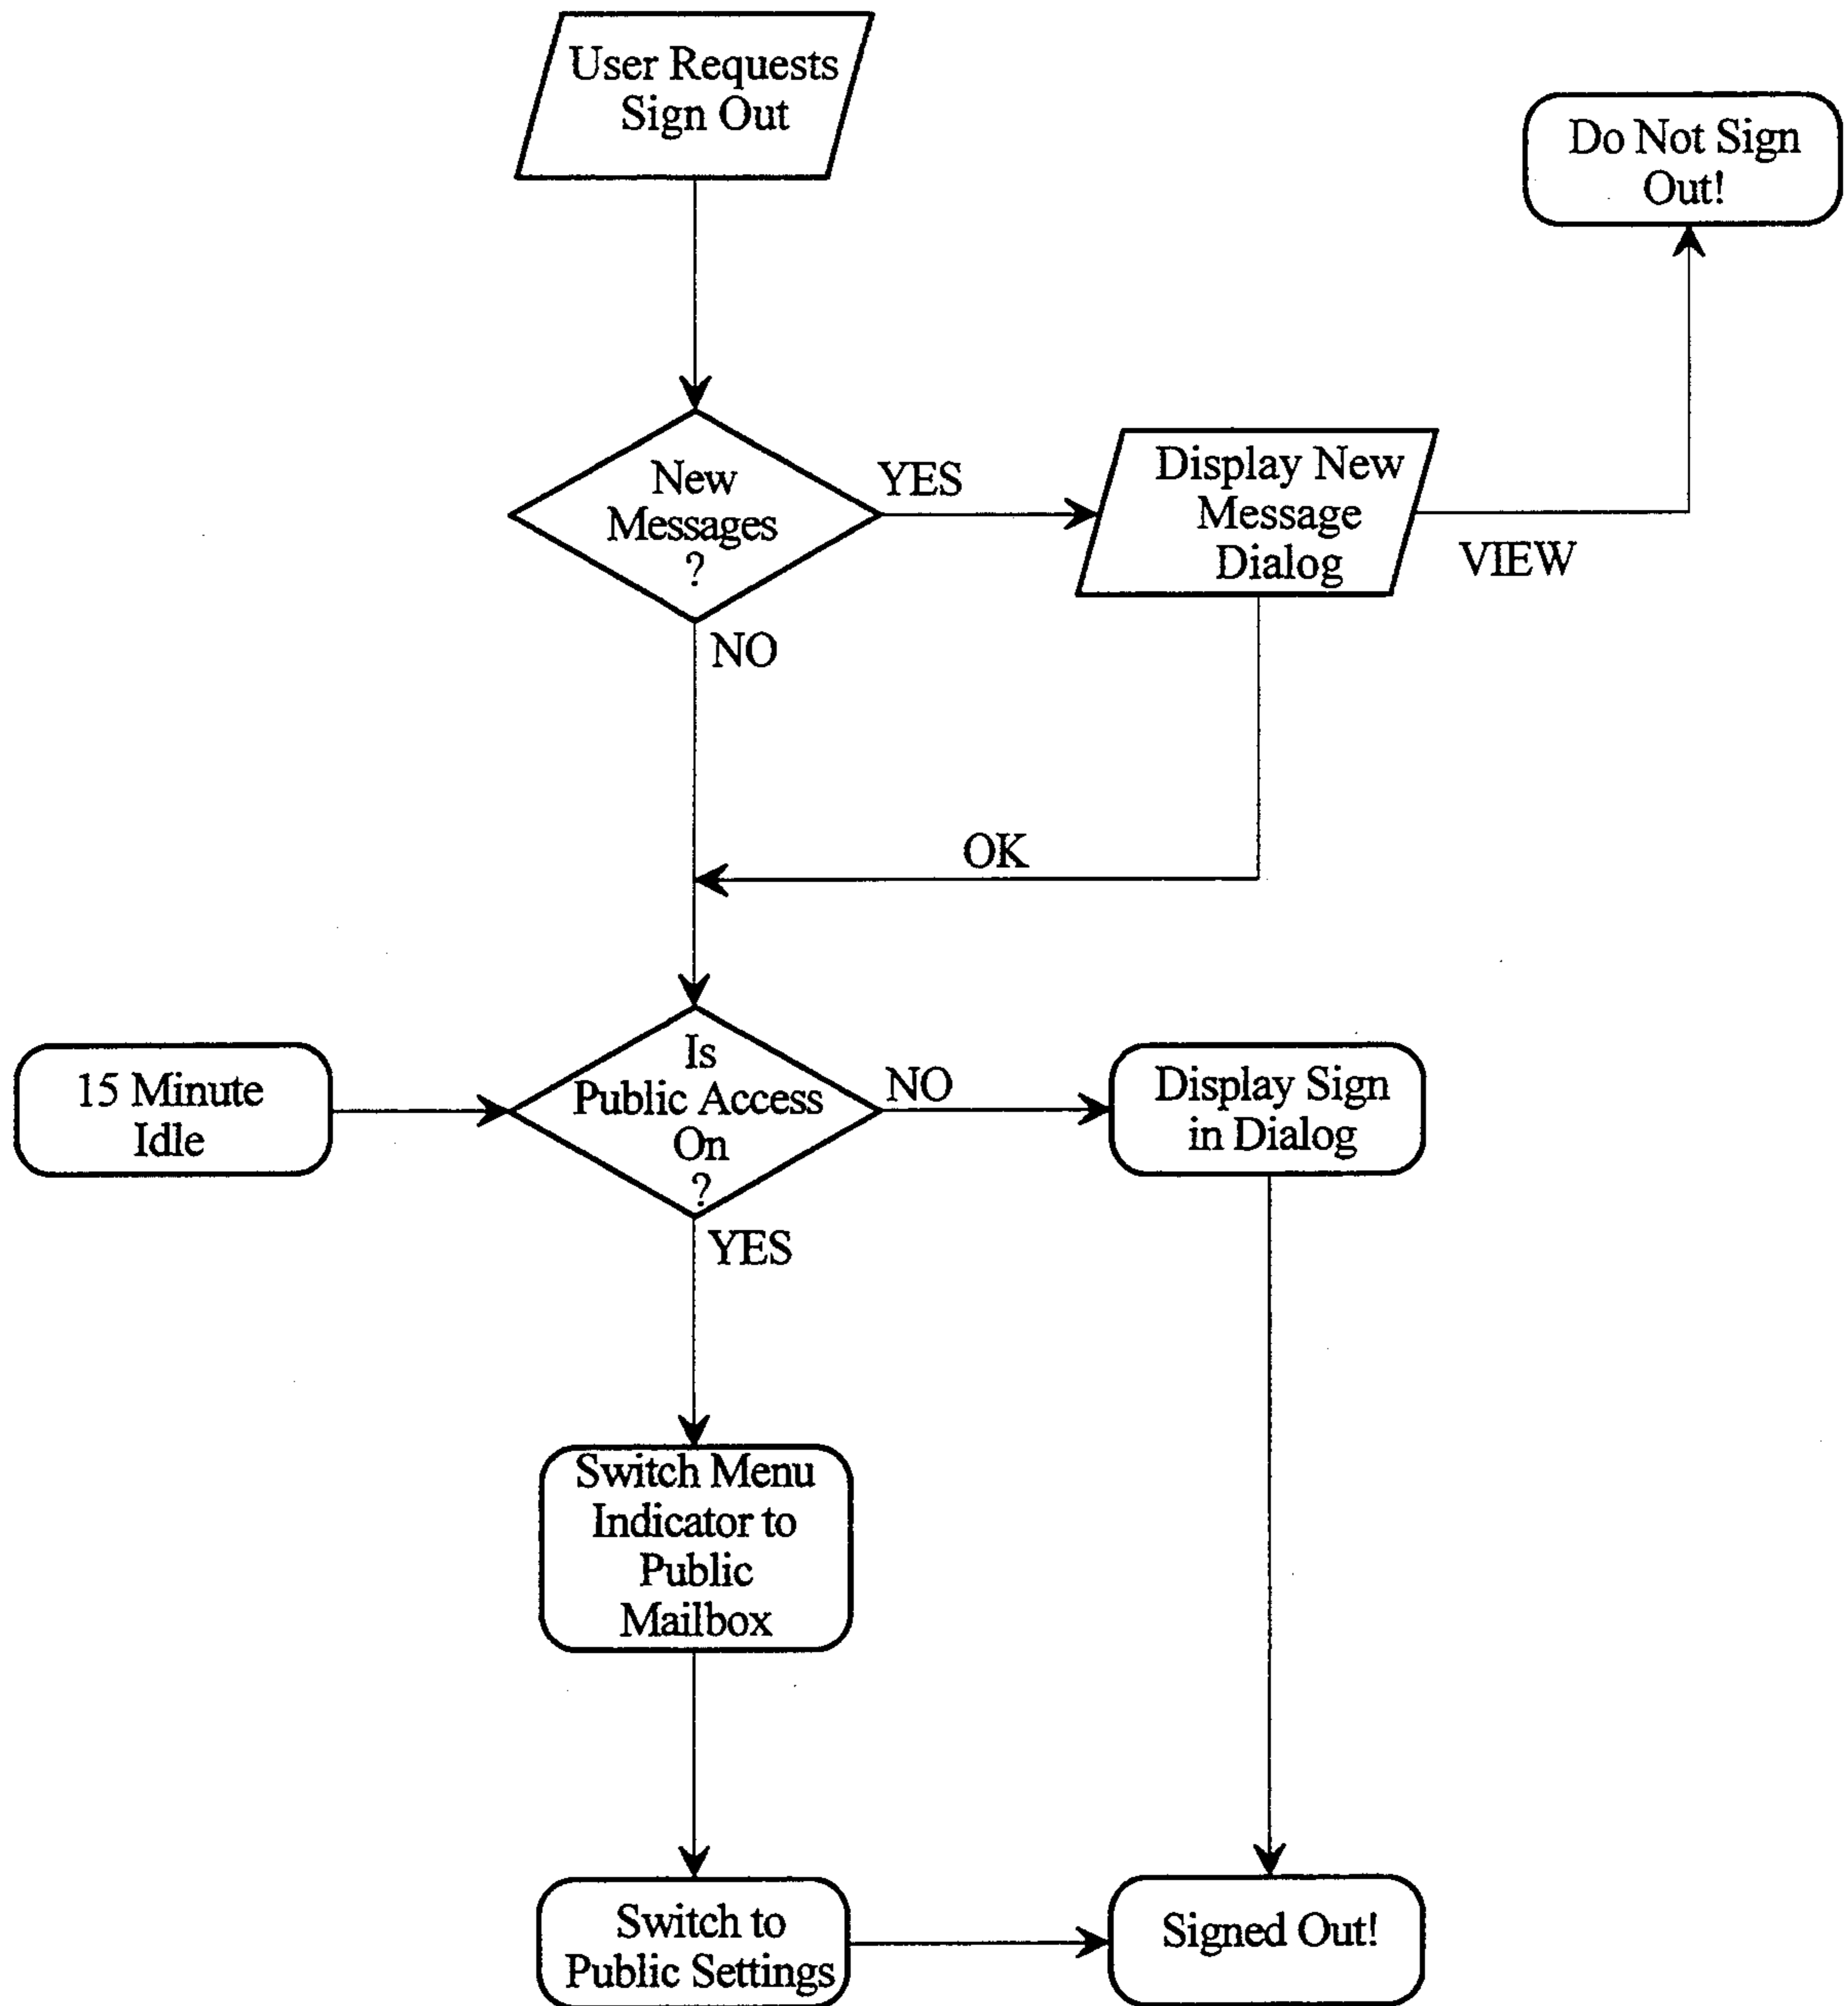 User Requests
Sign Out
Do Not Sign
Out!
New
Messages
?
YES
Display New
Message
Dialog
VIEW
NO
OK
15 Minute
Idle
Is
Public Access
On
?
NO
Display Sign
in Dialog
YES
Switch Menu
Indicator to
Public
Mailbox
Switch to
Public Settings
Signed Out!